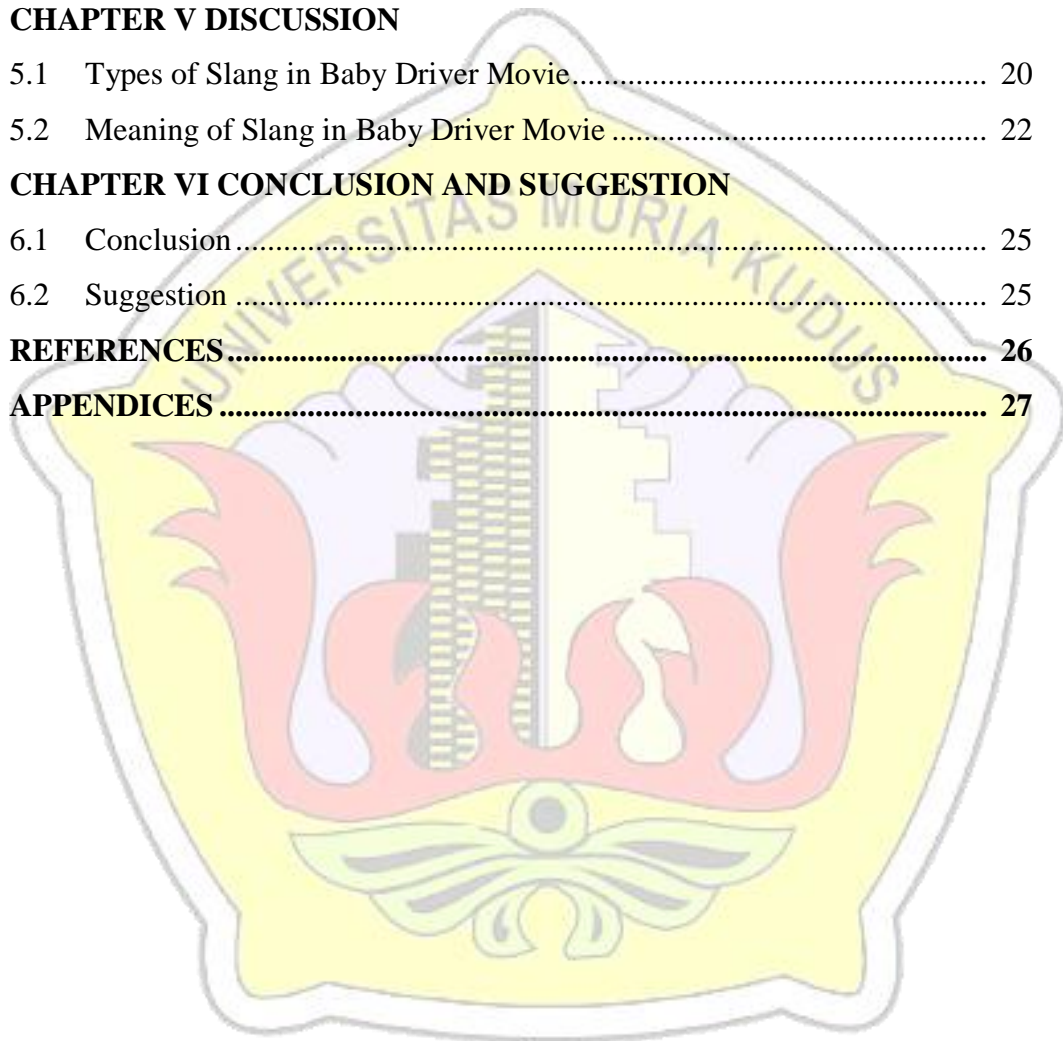 CHAPTER V DISCUSSION
5.1 Types of Slang in Baby Driver Movie.......................................................... 20
5.2 Meaning of Slang in Baby Driver Movie .................................................... 22
CHAPTER VI CONCLUSION AND SUGGESTION
6.1 Conclusion.................................................................................................... 25
6.2 Suggestion .................................................................................................... 25
REFERENCES................................................................................................... 26
APPENDICES .................................................................................................... 27
UNIVERSITAS MURIA KUDUS